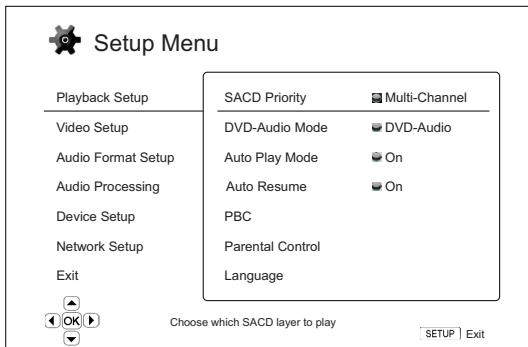 Setup Menu
Playback Setup
SACD Priority Multi-Channel
Video Setup
DVD-Audio Mode DVD-Audio
Audio Format Setup
Auto Play Mode On
Audio Processing
Auto Resume On
Device Setup
PBC
Network Setup
Parental Control
Exit
Language
OK
Choose which SACD layer to play
SETUP Exit